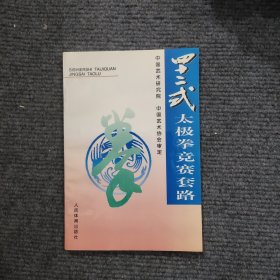 SISHIERSHI TAIJIQUAN
JINGSAI TAOLU
四十二式
太极拳竞赛套路
中国武术研究院 中国武术协会审定
拳
人民体育出版社